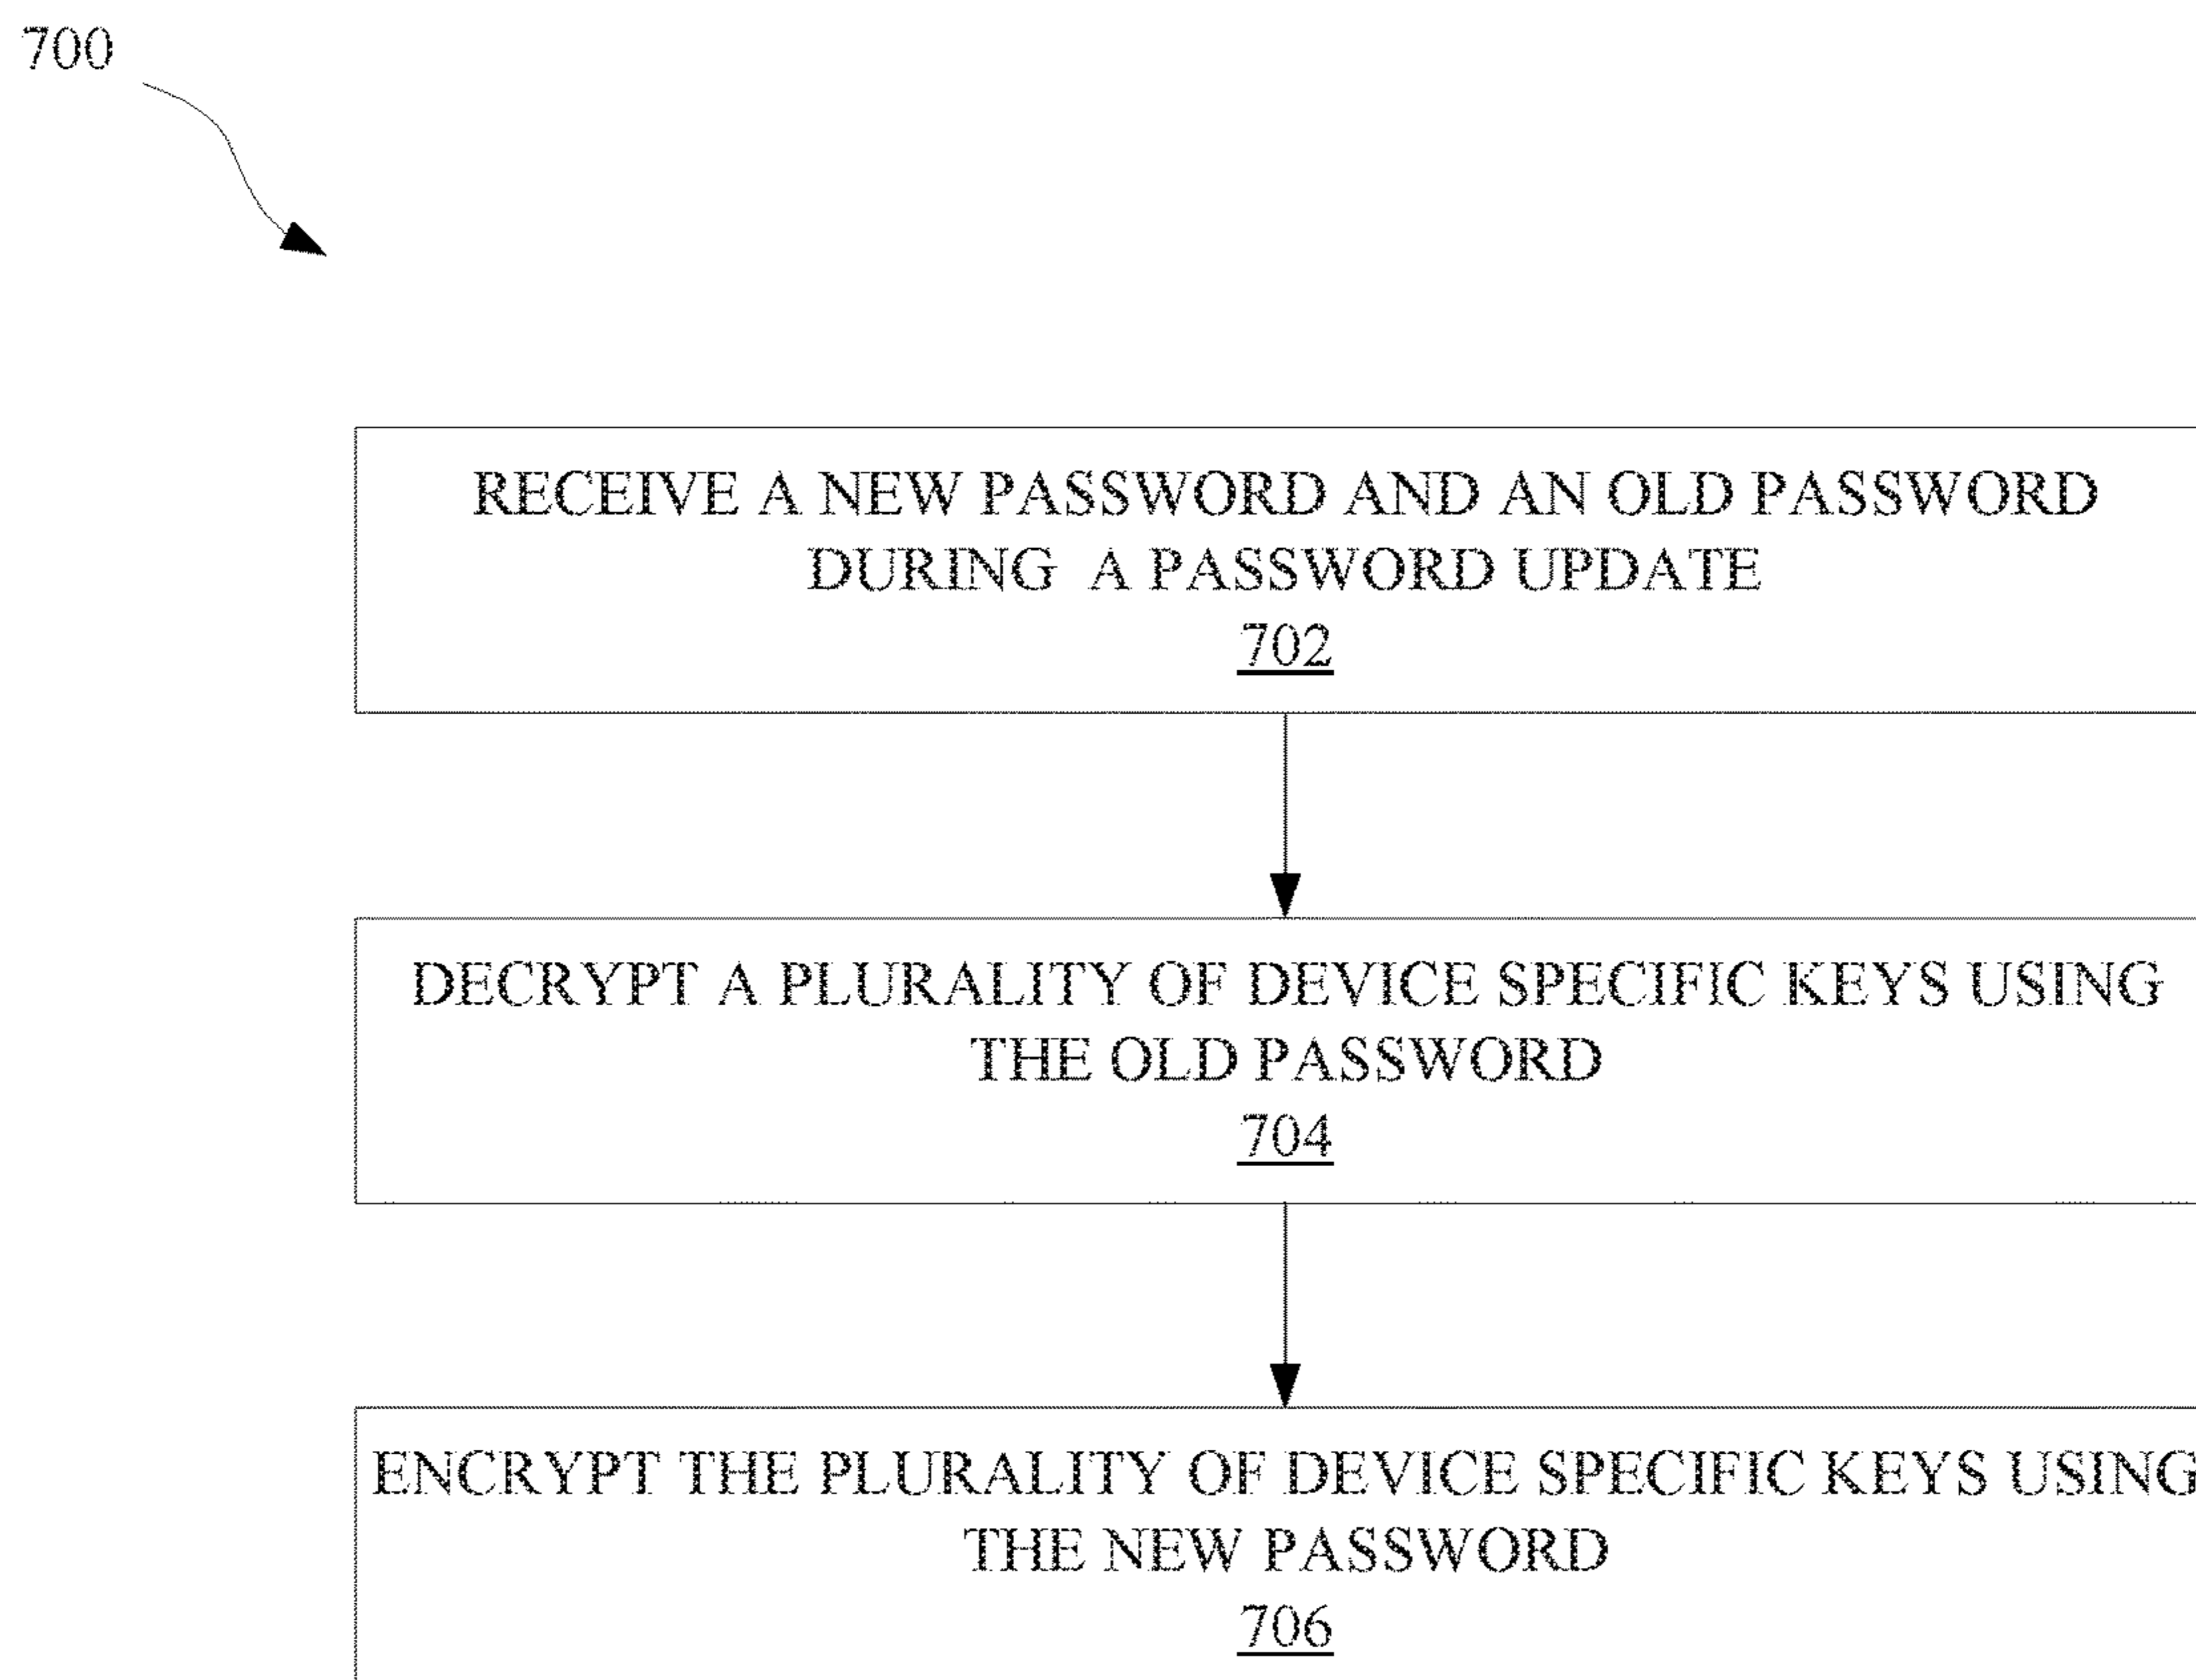 700
RECEIVE A NEW PASSWORD AND AN OLD PASSWORD
DURING A PASSWORD UPDATE
702
DECRYPT A PLURALITY OF DEVICE SPECIFIC KEYS USING
THE OLD PASSWORD
704
ENCRYPT THE PLURALITY OF DEVICE SPECIFIC KEYS USING
THE NEW PASSWORD
706